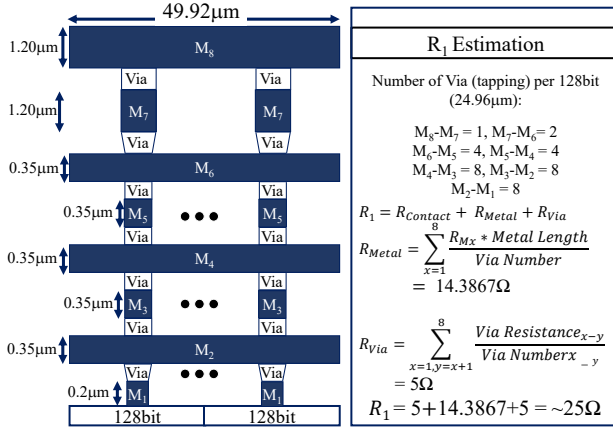 49.92μm
1.20μm
M8
Via
Via
1.20μm
M7
M7
Via
Via
0.35μm
M6
Via
Via
0.35μm
M5
●●●
M5
Via
Via
0.35μm
M4
Via
Via
0.35μm
M3
●●●
M3
Via
Via
0.35μm
M2
Via
●●●
Via
0.2μm
M1
M1
128bit
128bit
R1 Estimation
Number of Via (tapping) per 128bit
(24.96μm):
M8-M7 = 1, M7-M6= 2
M6-M5 = 4, M5-M4 = 4
M4-M3 = 8, M3-M2 = 8
M2-M1 = 8
R1 = RContact + RMetal + RVia
RMetal = ∑ x=1 8 RMx * Metal Length / Via Number
= 14.3867Ω
RVia = ∑ x=1,y=x+1 8 Via Resistancex−y / Via Numberx _ y
= 5Ω
R1 = 5+14.3867+5 = ~25Ω